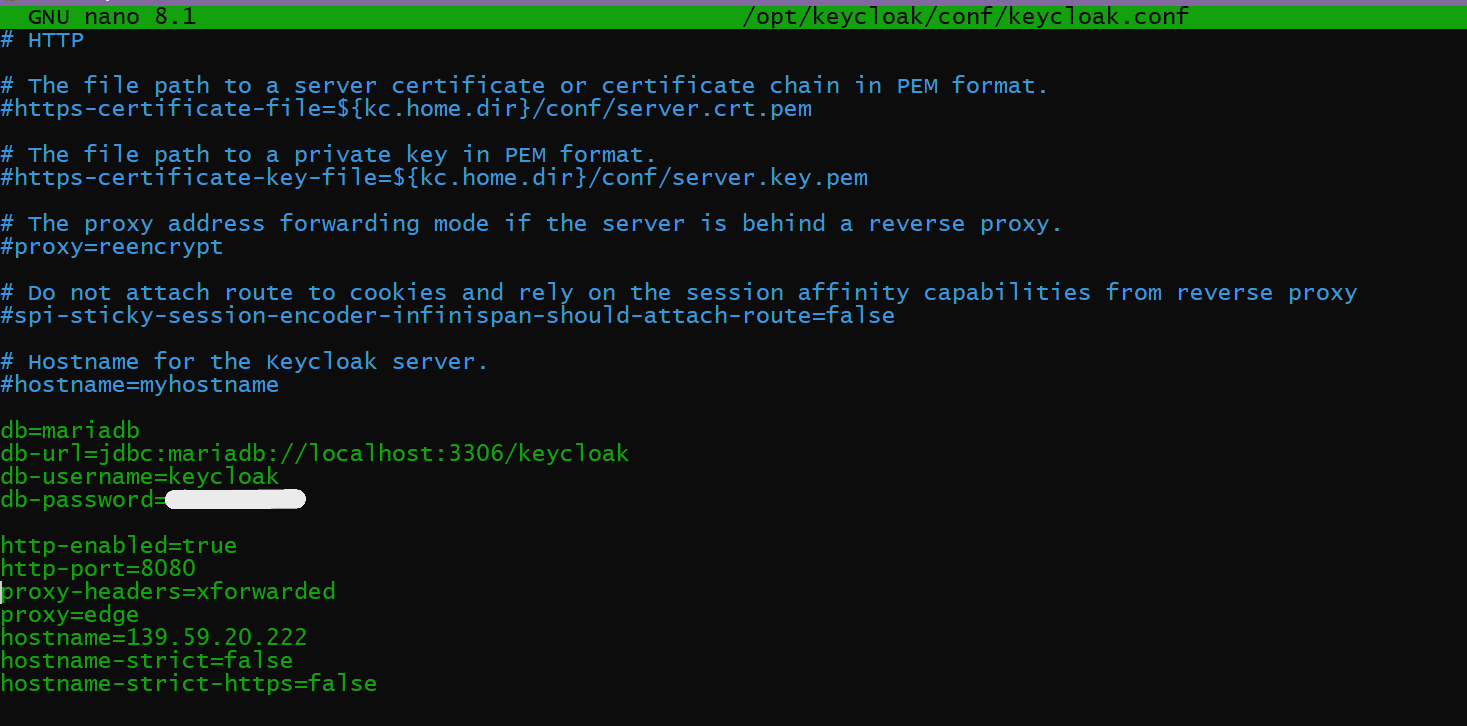 GNU nano 8.1 /opt/keycloak/conf/keycloak.conf
# HTTP
# The file path to a server certificate or certificate chain in PEM format.
#https-certificate-file=${kc.home.dir}/conf/server.crt.pem
# The file path to a private key in PEM format.
#https-certificate-key-file=${kc.home.dir}/conf/server.key.pem
# The proxy address forwarding mode if the server is behind a reverse proxy.
#proxy=reencrypt
# Do not attach route to cookies and rely on the session affinity capabilities from reverse proxy
#spi-sticky-session-encoder-infinispan-should-attach-route=false
# Hostname for the Keycloak server.
#hostname=myhostname
db=mariadb
db-url=jdbc:mariadb://localhost:3306/keycloak
db-username=keycloak
db-password=
http-enabled=true
http-port=8080
proxy-headers=xforwarded
proxy=edge
hostname=139.59.20.222
hostname-strict=false
hostname-strict-https=false